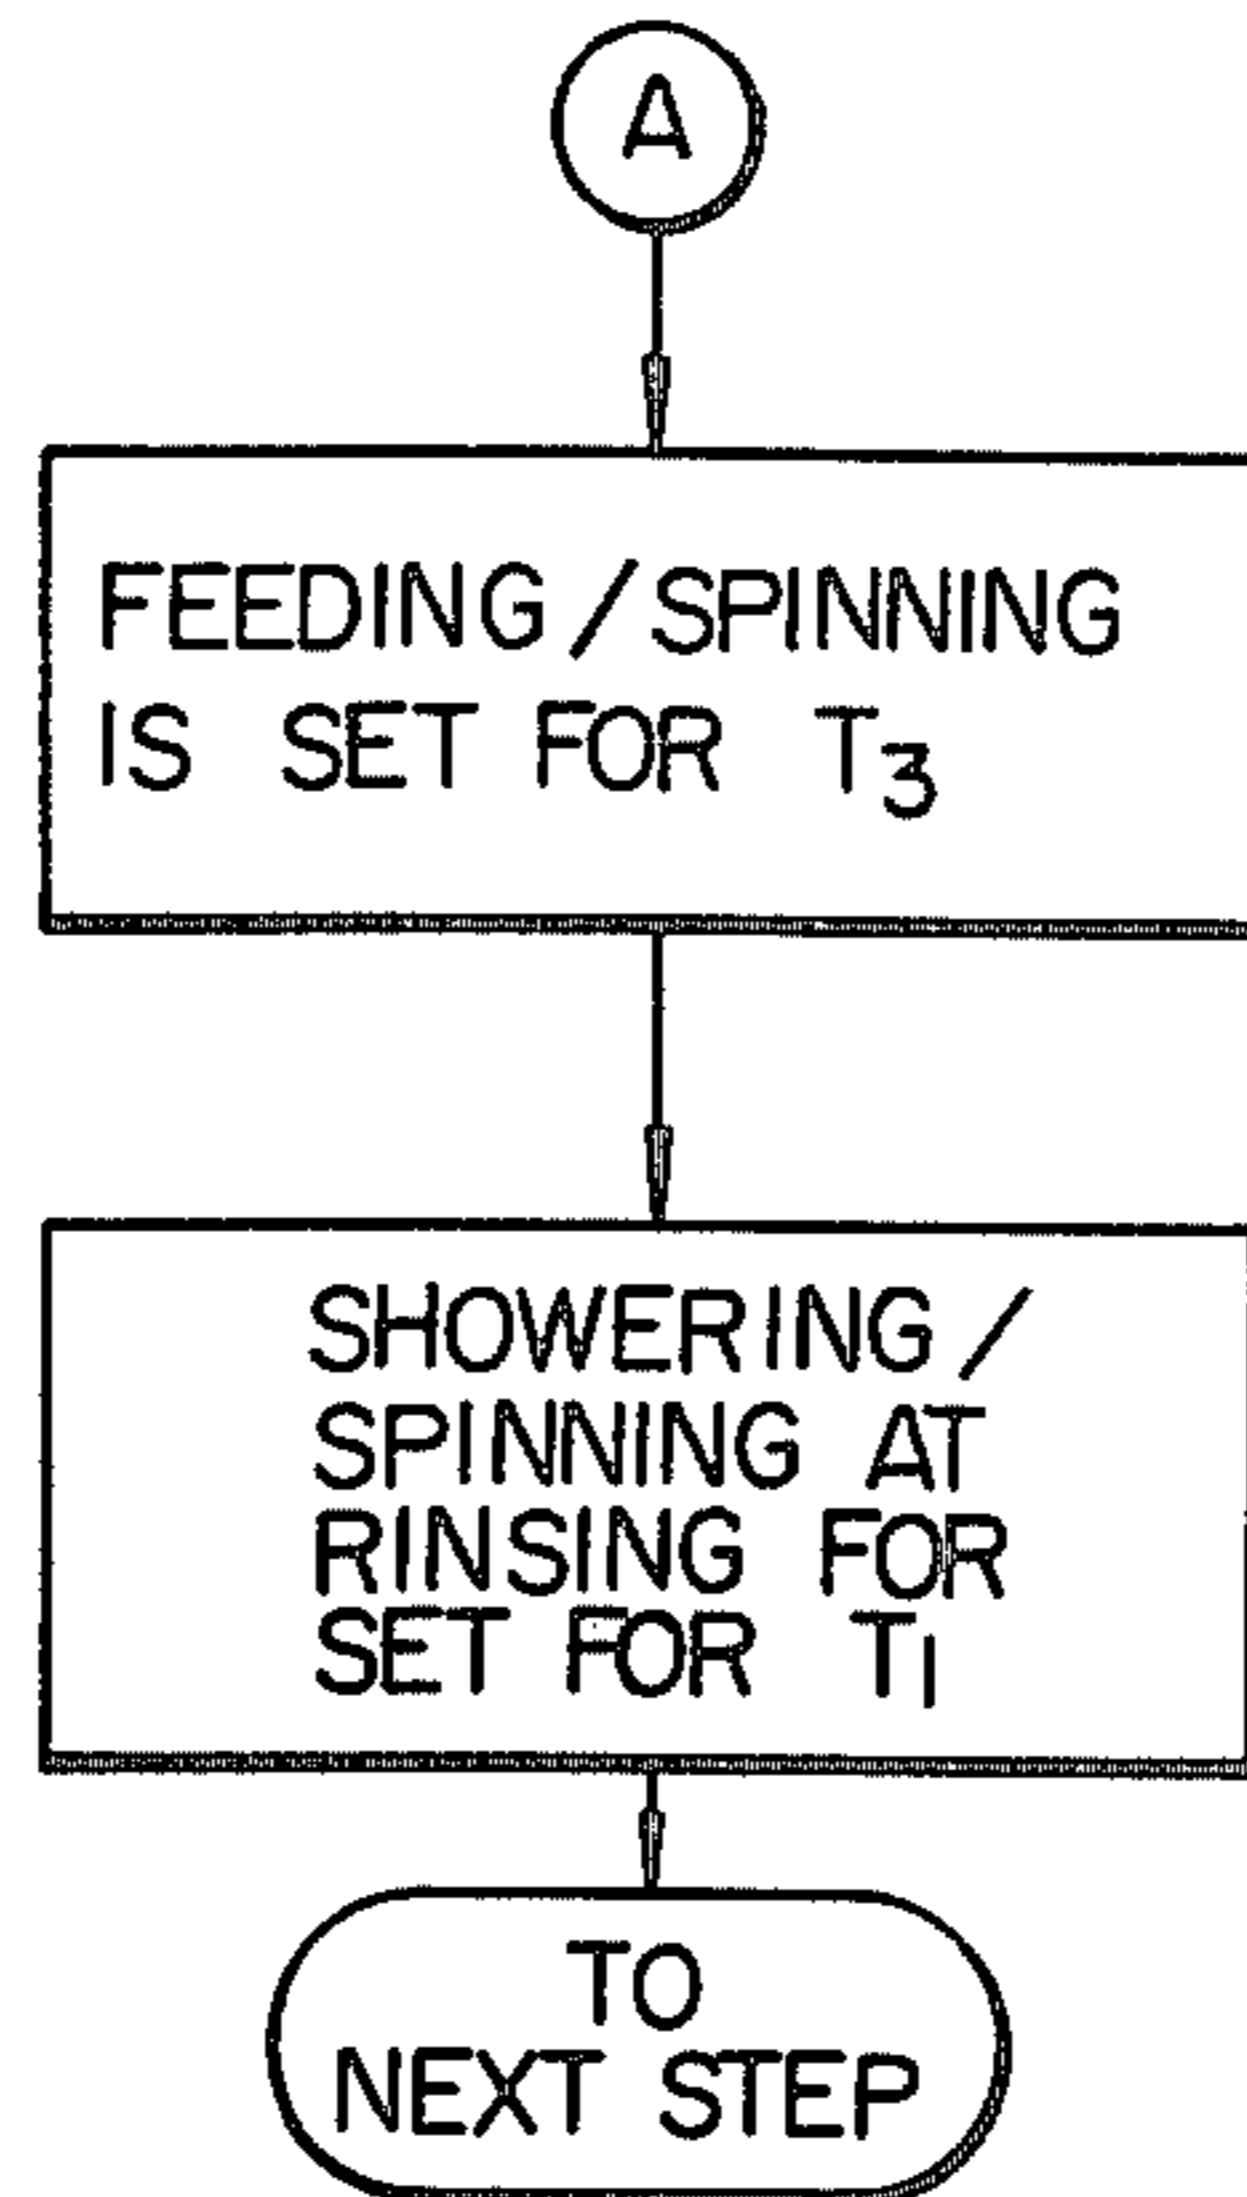 A
FEEDING/SPINNING
IS SET FOR T₃
SHOWERING/
SPINNING AT
RINSING FOR
SET FOR T₁
TO
NEXT STEP